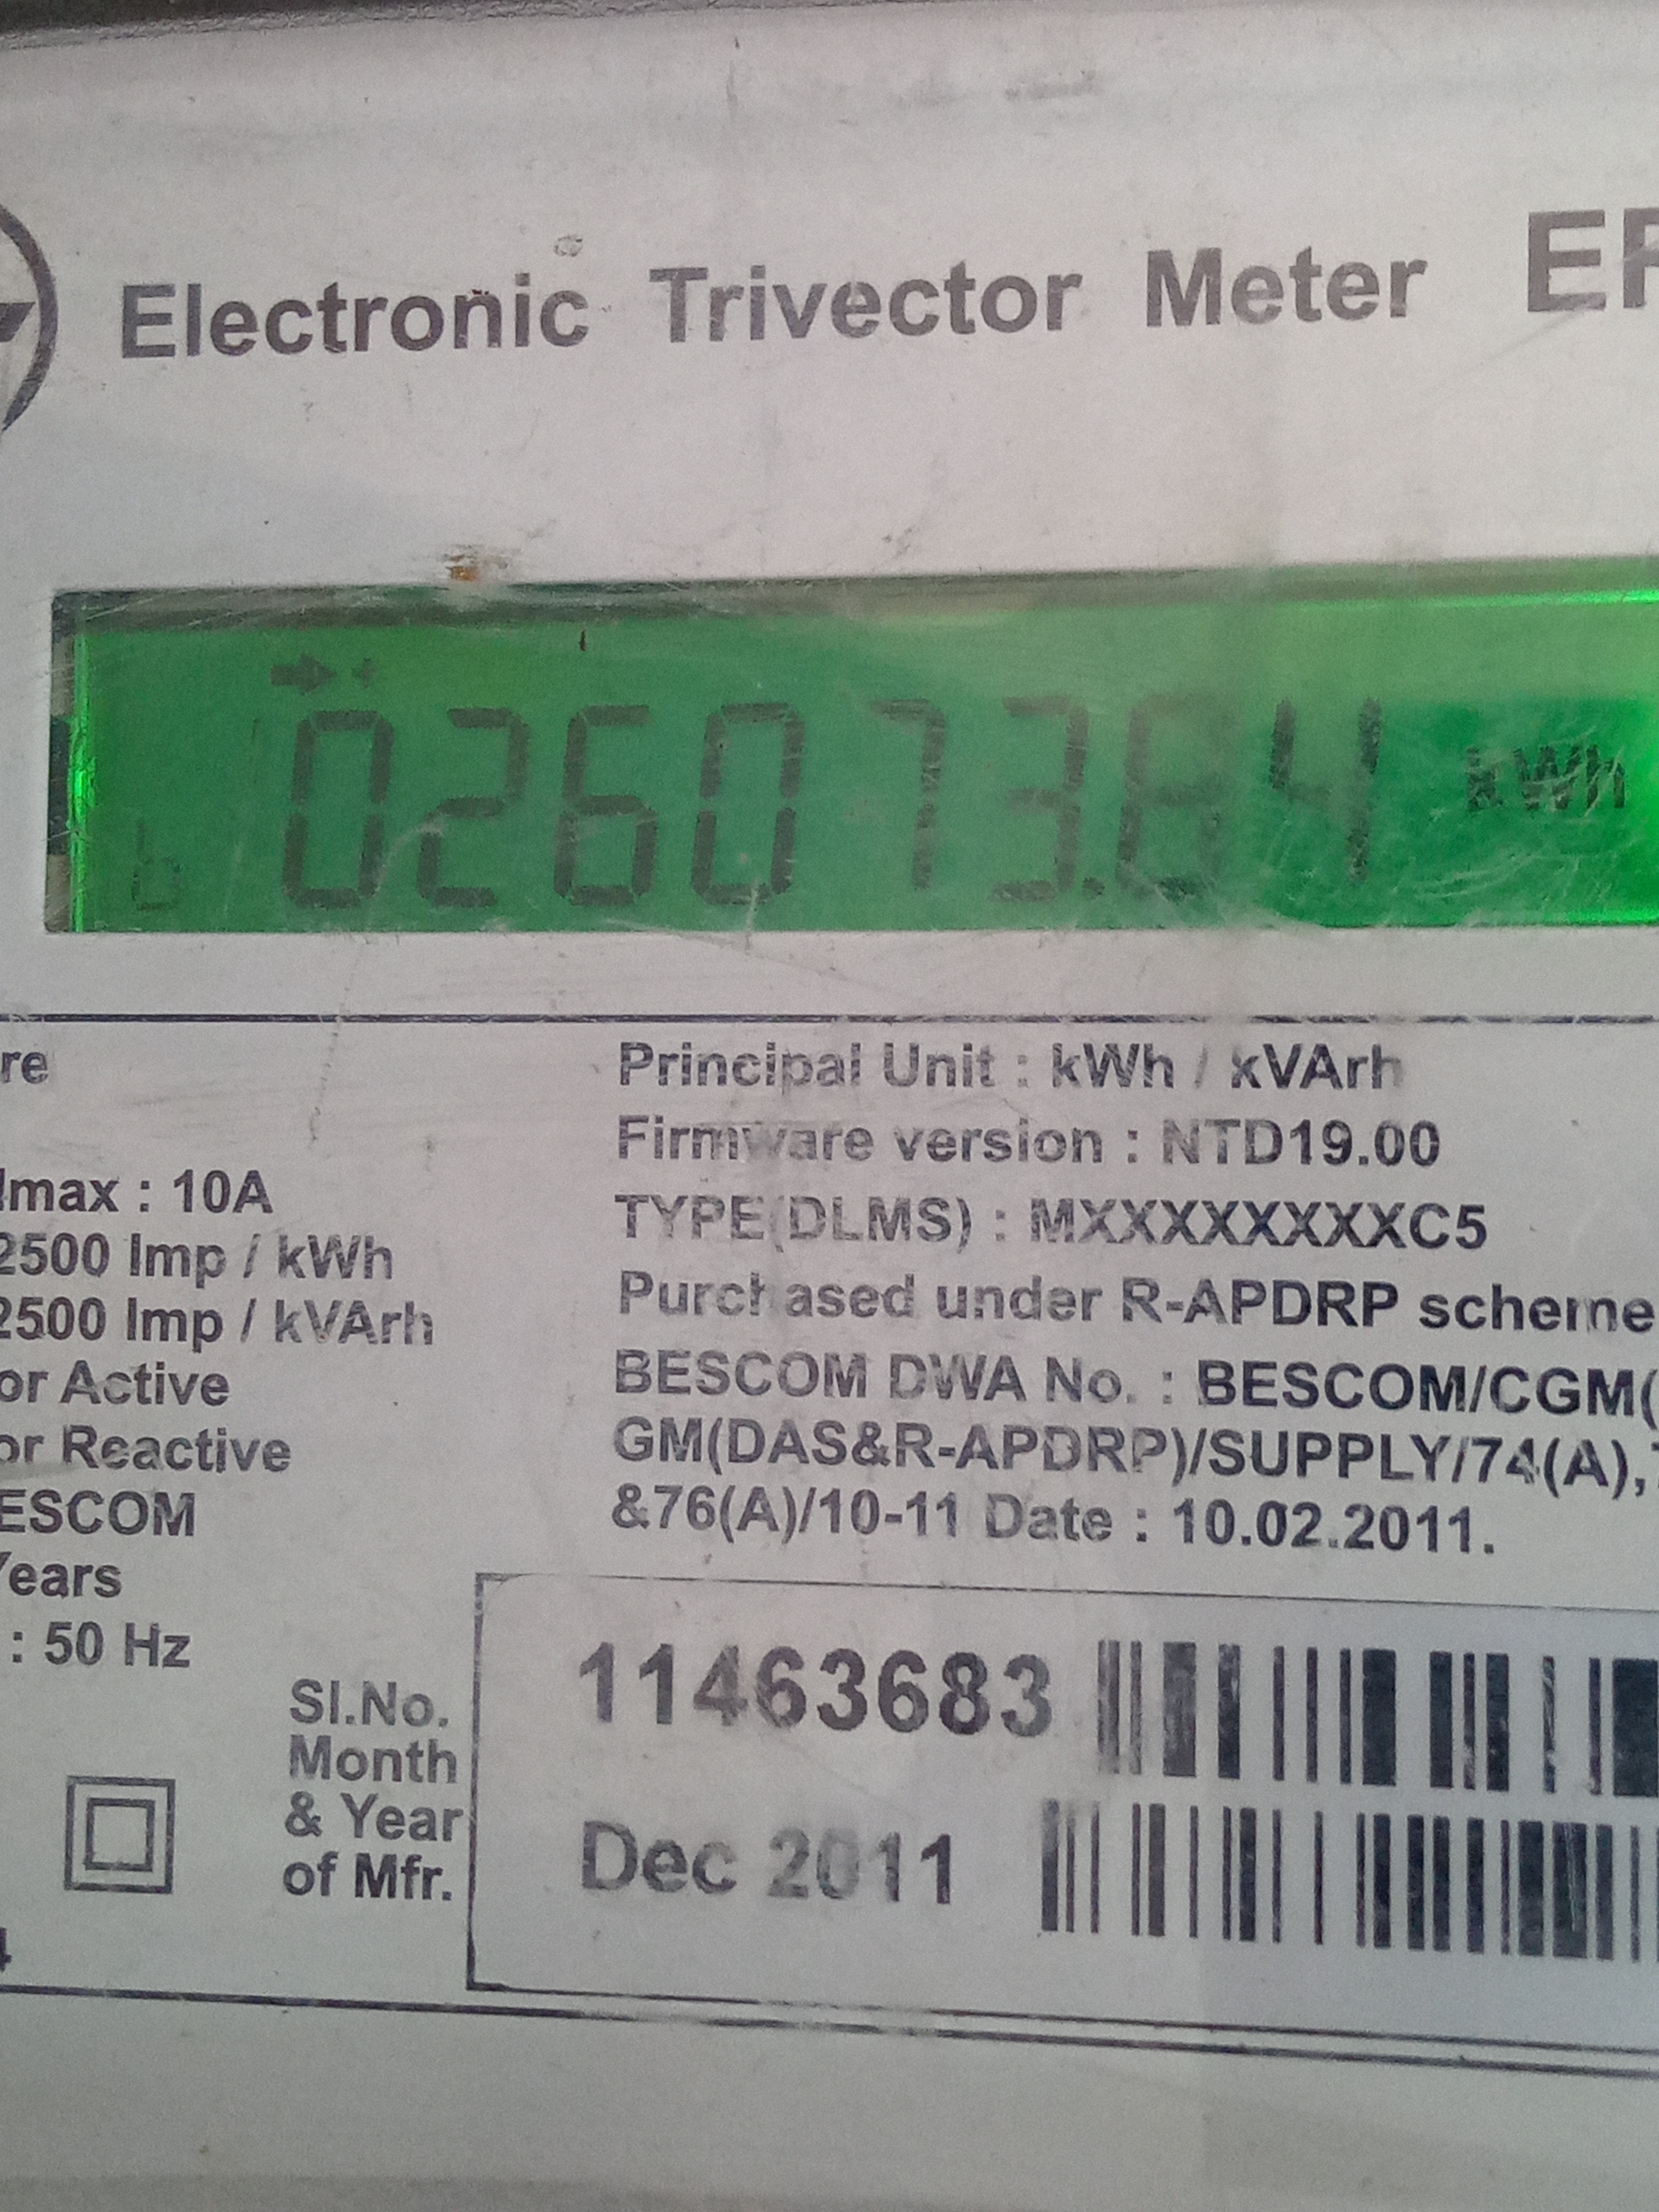 Electronic Trivector Meter
b 026073.84 kWh
Principal Unit : kWh / kVArh
Firmware version : NTD19.00
Imax : 10A
TYPE(DLMS) : MXXXXXXXXXC5
2500 Imp / kWh
Purchased under R-APDRP scheme
2500 Imp / kVArh
or Active
BESCOM DWA No. : BESCOM/CGM(
or Reactive
GM(DAS&R-APDRP)/SUPPLY/74(A),
ESCOM
&76(A)/10-11 Date : 10.02.2011.
Years
: 50 Hz
11463683
Sl.No.
Month
& Year
of Mfr.
Dec 2011